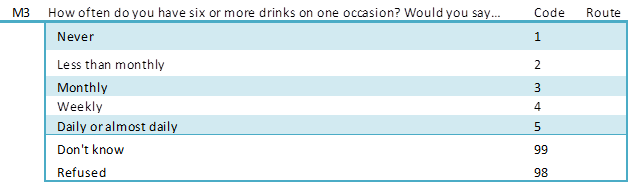 M3 How often do you have six or more drinks on one occasion? Would you say... Code Route
Never 1
Less than monthly 2
Monthly 3
Weekly 4
Daily or almost daily 5
Don't know 99
Refused 98